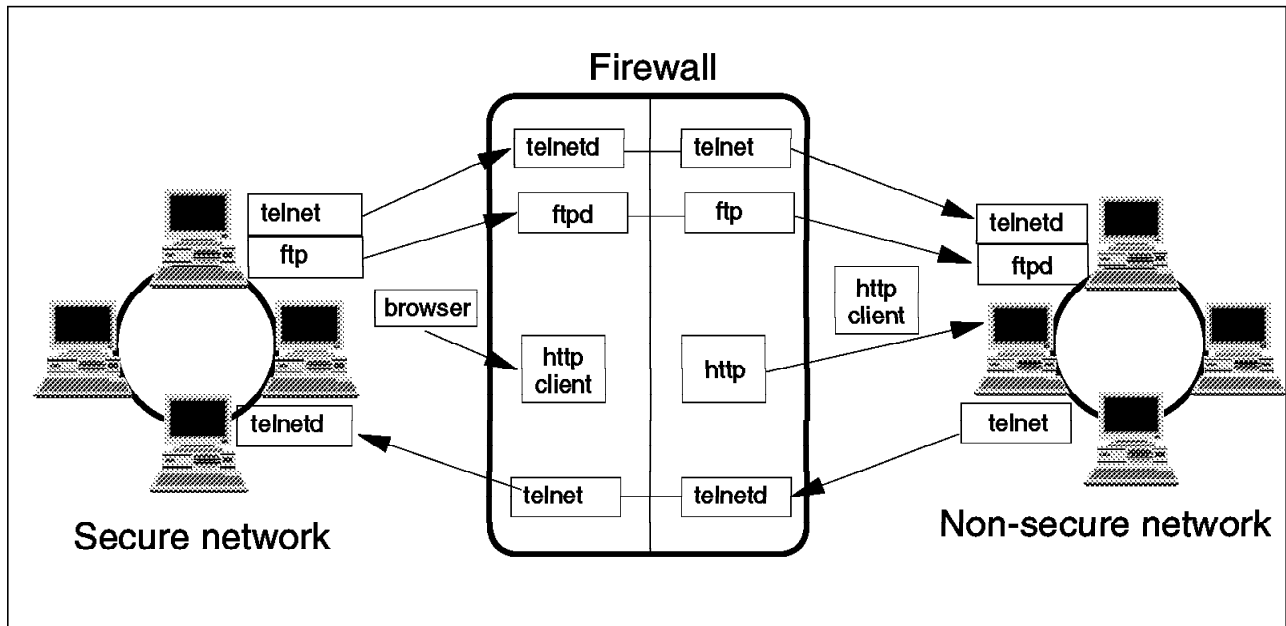 Firewall
telnetd
telnet
telnet
ftp
ftpd
ftp
telnetd
ftpd
browser
http
client
http
http
client
telnetd
telnet
telnet
telnetd
telnet
Secure network
Non-secure network